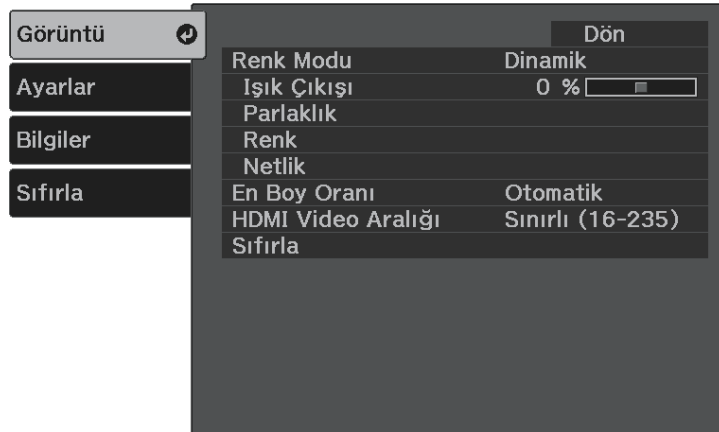 Görüntü
Ayarlar
Bilgiler
Sıfırla
Dön
Renk Modu Dinamik
Işık Çıkışı 0 %
Parlaklık
Renk
Netlik
En Boy Oranı Otomatik
HDMI Video Aralığı Sınırlı (16-235)
Sıfırla